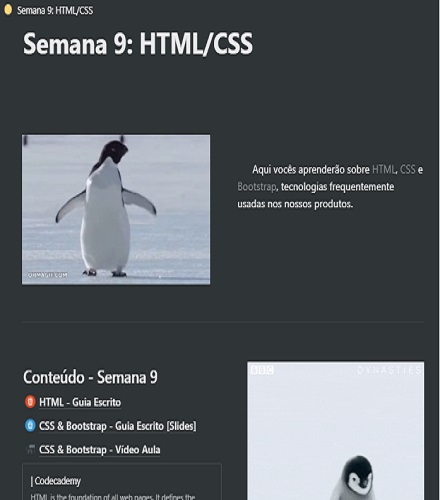 Semana 9: HTML/CSS
Semana 9: HTML/CSS
Aqui vocês aprenderão sobre HTML, CSS e
Bootstrap, tecnologias frequentemente
usadas nos nossos produtos.
BBC DYNASTIES
Conteúdo - Semana 9
HTML - Guia Escrito
CSS & Bootstrap - Guia Escrito [Slides]
CSS & Bootstrap - Vídeo Aula
| Codecademy
HTML is the foundation of all web pages. It defines the